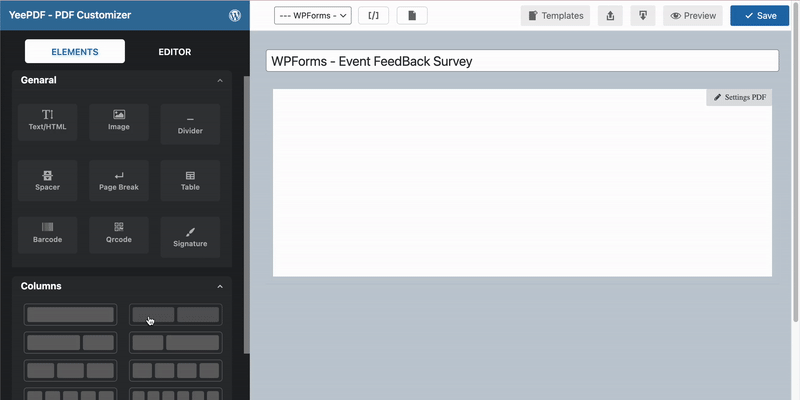 YeePDF - PDF Customizer
--- WPForms -
[/]
Templates
Preview
Save
ELEMENTS
EDITOR
WPForms - Event FeedBack Survey
Genaral
Settings PDF
Text/HTML
Image
Divider
Spacer
Page Break
Table
Barcode
Qrcode
Signature
Columns